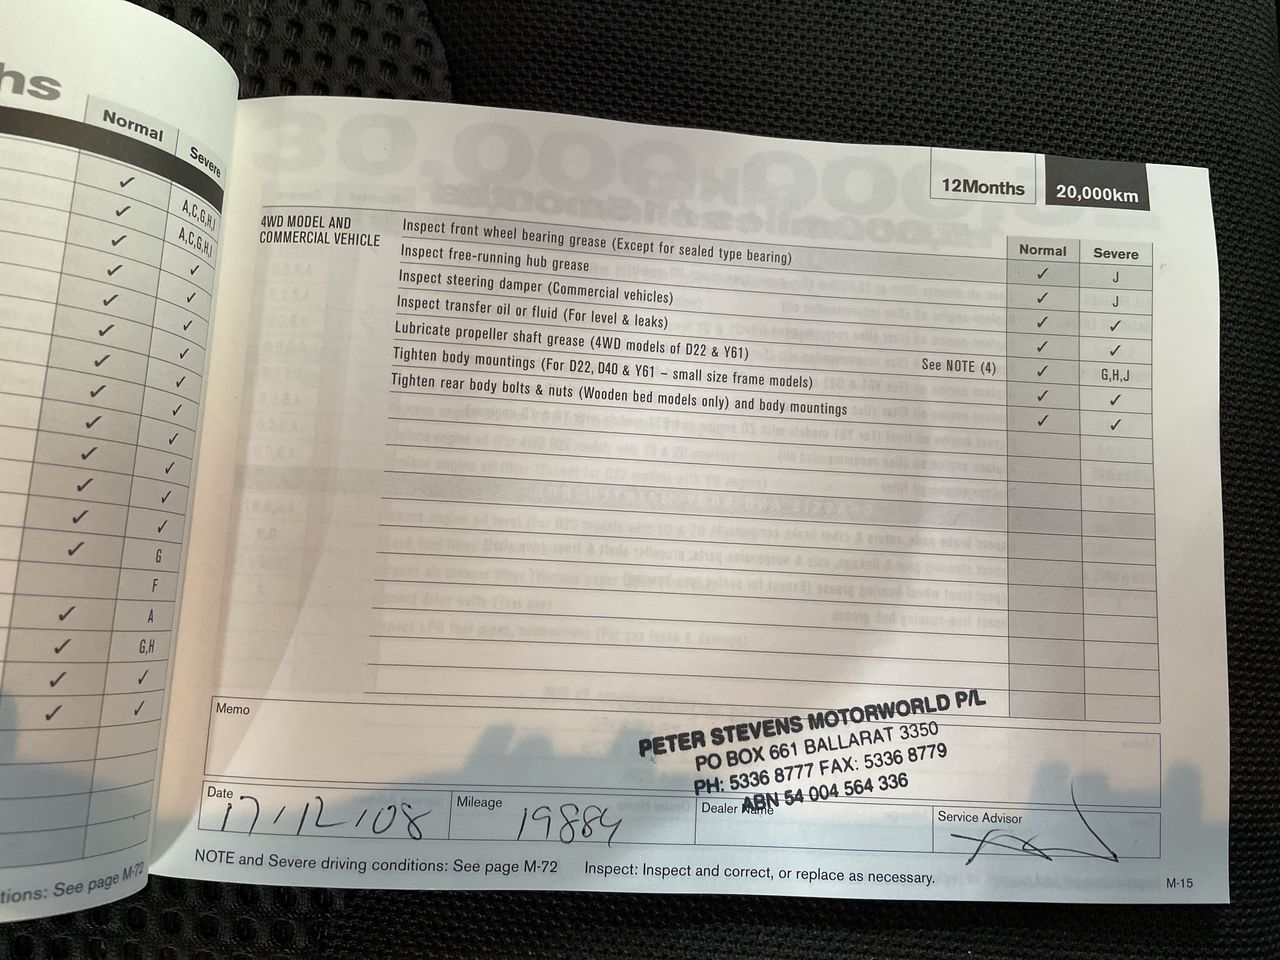 hs
Normal
Severe
✓ A,C,G,H,I
✓ A,C,G,H,I
✓ ✓
✓ ✓
✓ ✓
✓ ✓
✓ ✓
✓ ✓
✓ ✓
✓ ✓
✓ ✓
✓ ✓
✓ G
F
✓ A
✓ G,H
✓ ✓
✓ ✓
tions: See page M-72
12Months
20,000km
Normal
Severe
4WD MODEL AND
COMMERCIAL VEHICLE
Inspect front wheel bearing grease (Except for sealed type bearing) ✓ J
Inspect free-running hub grease ✓ J
Inspect steering damper (Commercial vehicles) ✓ ✓
Inspect transfer oil or fluid (For level & leaks) ✓ ✓
Lubricate propeller shaft grease (4WD models of D22 & Y61) See NOTE (4) ✓ G,H,J
Tighten body mountings (For D22, D40 & Y61 – small size frame models) ✓ ✓
Tighten rear body bolts & nuts (Wooden bed models only) and body mountings ✓ ✓
Memo
PETER STEVENS MOTORWORLD P/L
PO BOX 661 BALLARAT 3350
PH: 5336 8777 FAX: 5336 8779
ABN 54 004 564 336
Date 17/12/08
Mileage 19884
Dealer Name
Service Advisor
NOTE and Severe driving conditions: See page M-72
Inspect: Inspect and correct, or replace as necessary.
M-15